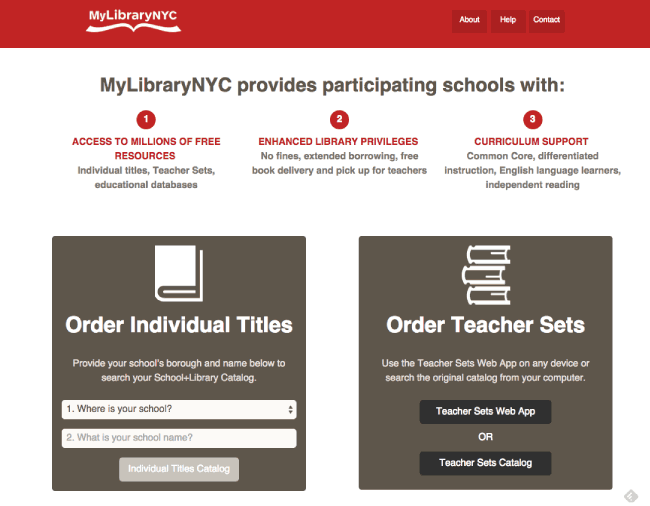 MyLibraryNYC
About
Help
Contact
MyLibraryNYC provides participating schools with:
1
ACCESS TO MILLIONS OF FREE
RESOURCES
Individual titles, Teacher Sets,
educational databases
2
ENHANCED LIBRARY PRIVILEGES
No fines, extended borrowing, free
book delivery and pick up for teachers
3
CURRICULUM SUPPORT
Common Core, differentiated
instruction, English language learners,
independent reading
Order Individual Titles
Provide your school's borough and name below to
search your School+Library Catalog.
1. Where is your school?
2. What is your school name?
Individual Titles Catalog
Order Teacher Sets
Use the Teacher Sets Web App on any device or
search the original catalog from your computer.
Teacher Sets Web App
OR
Teacher Sets Catalog